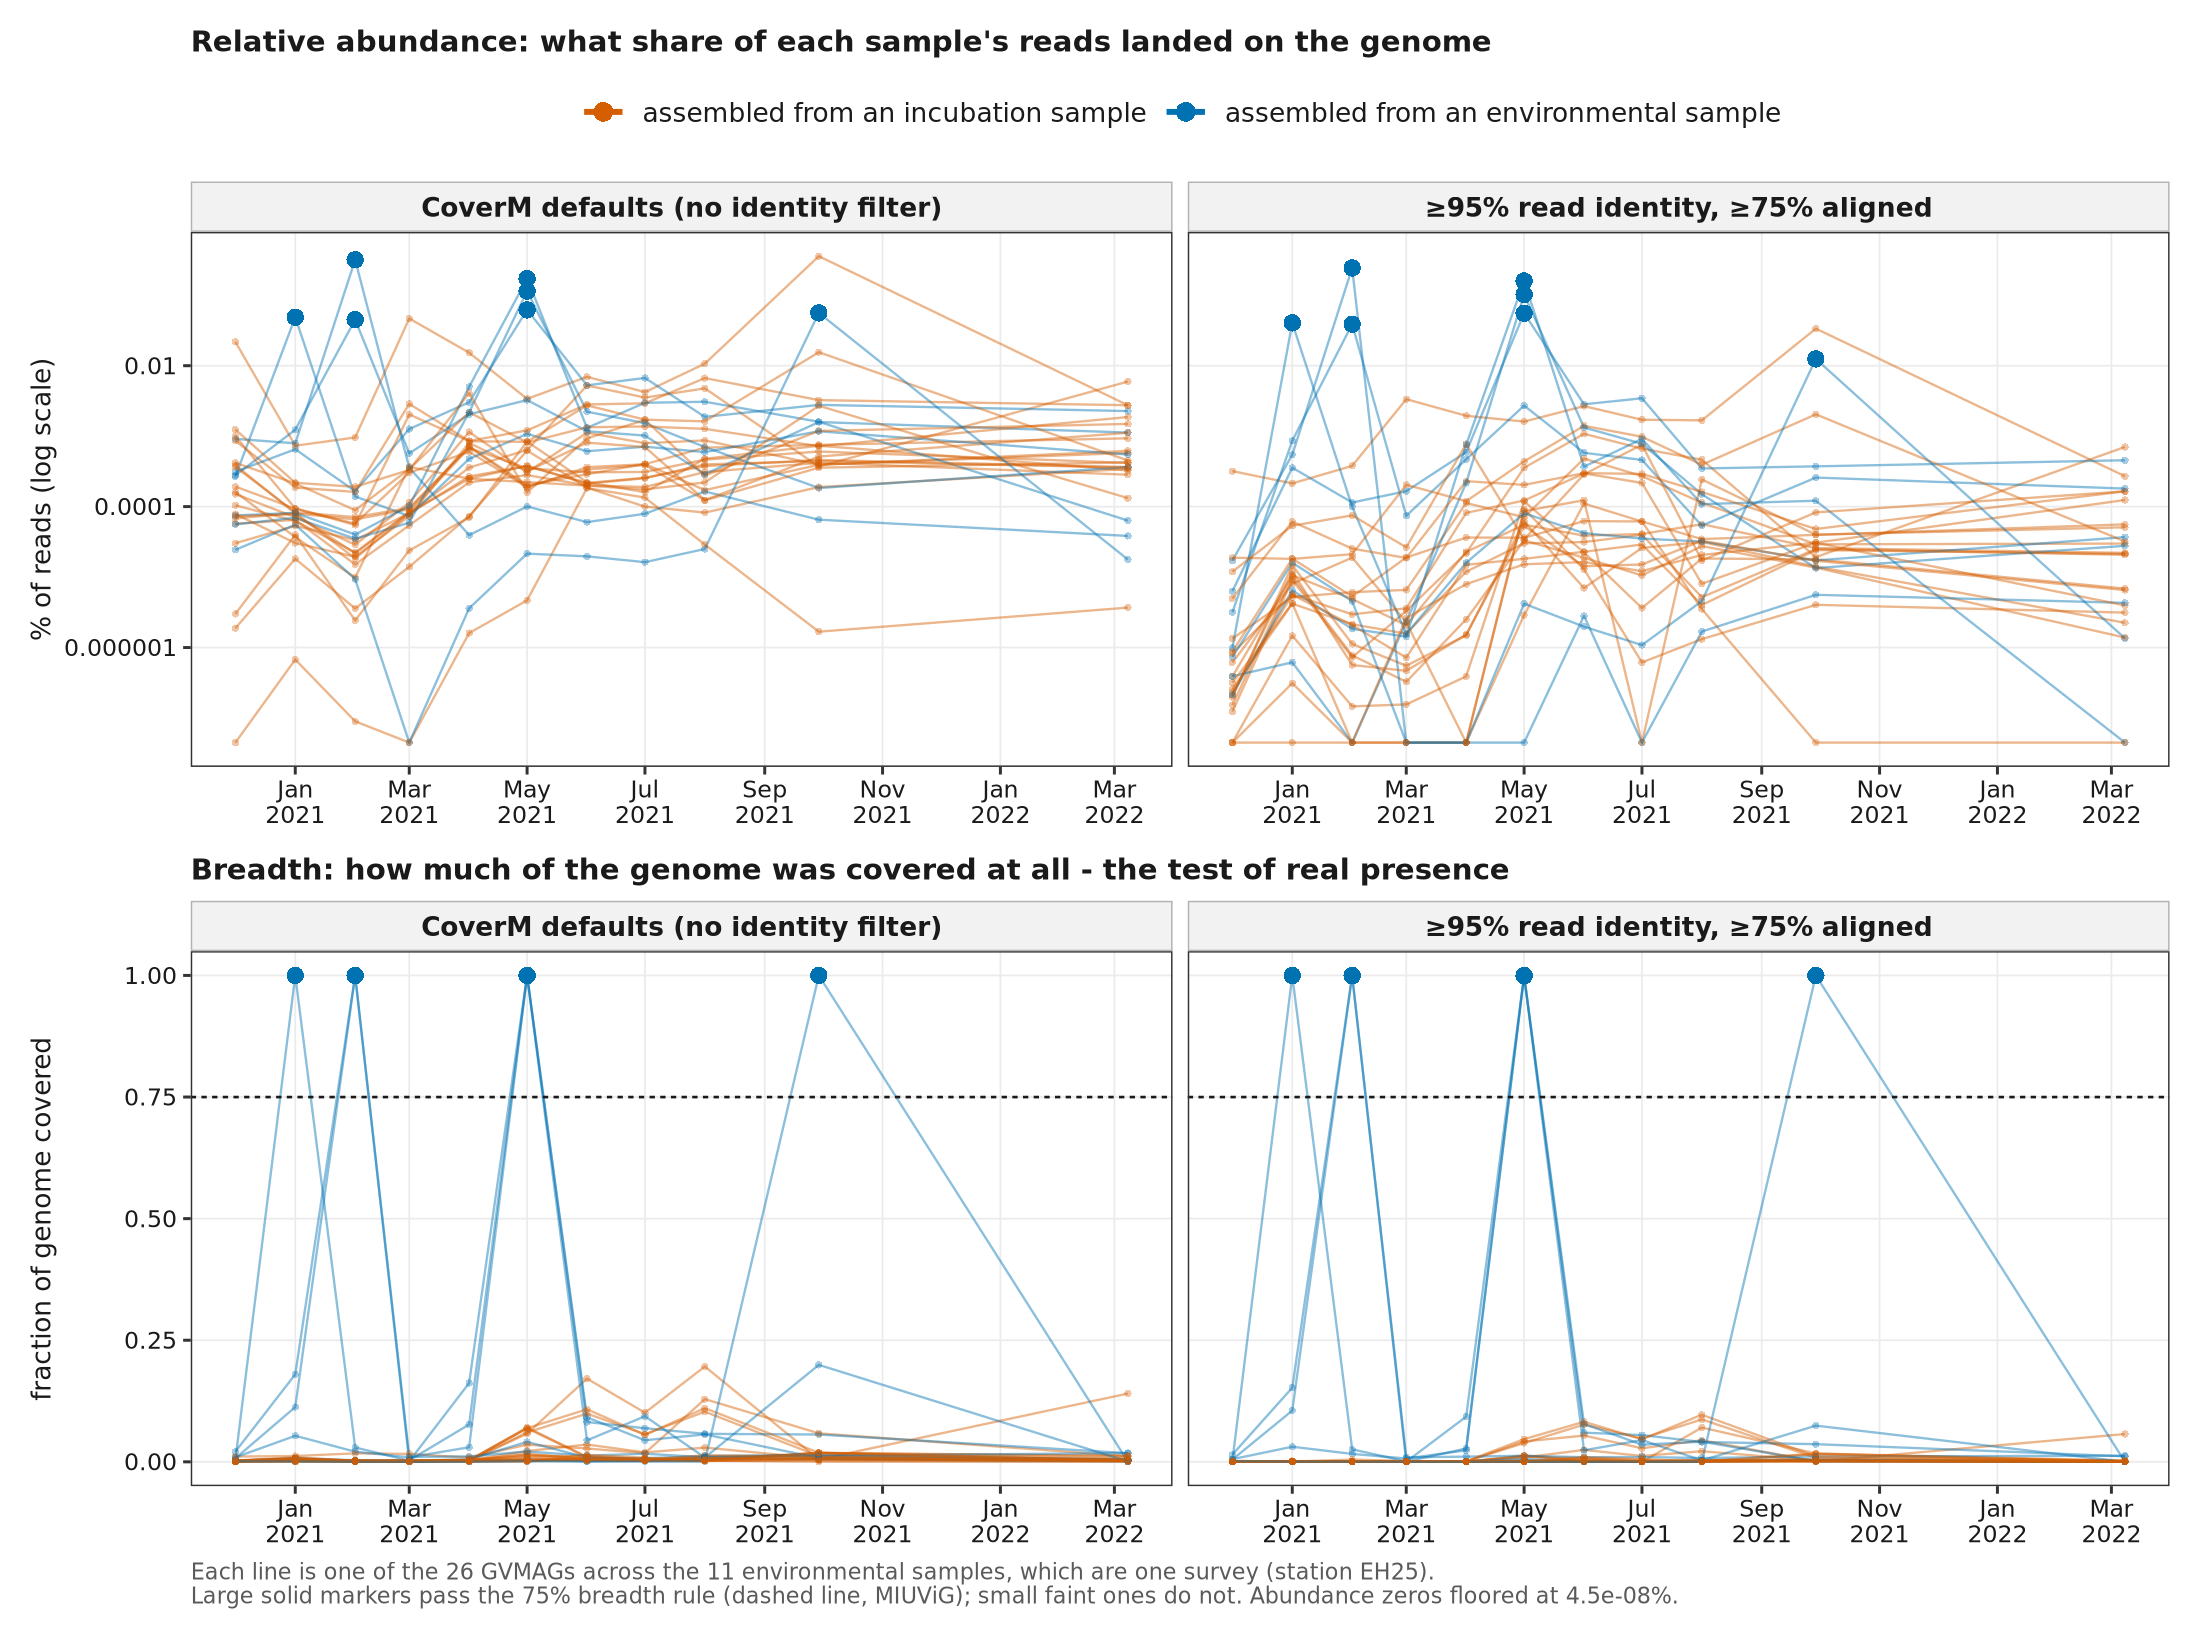 Relative abundance: what share of each sample's reads landed on the genome
assembled from an incubation sample
assembled from an environmental sample
CoverM defaults (no identity filter)
≥95% read identity, ≥75% aligned
% of reads (log scale)
0.01
0.0001
0.000001
Jan 2021
Mar 2021
May 2021
Jul 2021
Sep 2021
Nov 2021
Jan 2022
Mar 2022
Jan 2021
Mar 2021
May 2021
Jul 2021
Sep 2021
Nov 2021
Jan 2022
Mar 2022
Breadth: how much of the genome was covered at all - the test of real presence
CoverM defaults (no identity filter)
≥95% read identity, ≥75% aligned
fraction of genome covered
1.00
0.75
0.50
0.25
0.00
Jan 2021
Mar 2021
May 2021
Jul 2021
Sep 2021
Nov 2021
Jan 2022
Mar 2022
Jan 2021
Mar 2021
May 2021
Jul 2021
Sep 2021
Nov 2021
Jan 2022
Mar 2022
Each line is one of the 26 GVMAGs across the 11 environmental samples, which are one survey (station EH25).
Large solid markers pass the 75% breadth rule (dashed line, MIUViG); small faint ones do not. Abundance zeros floored at 4.5e-08%.